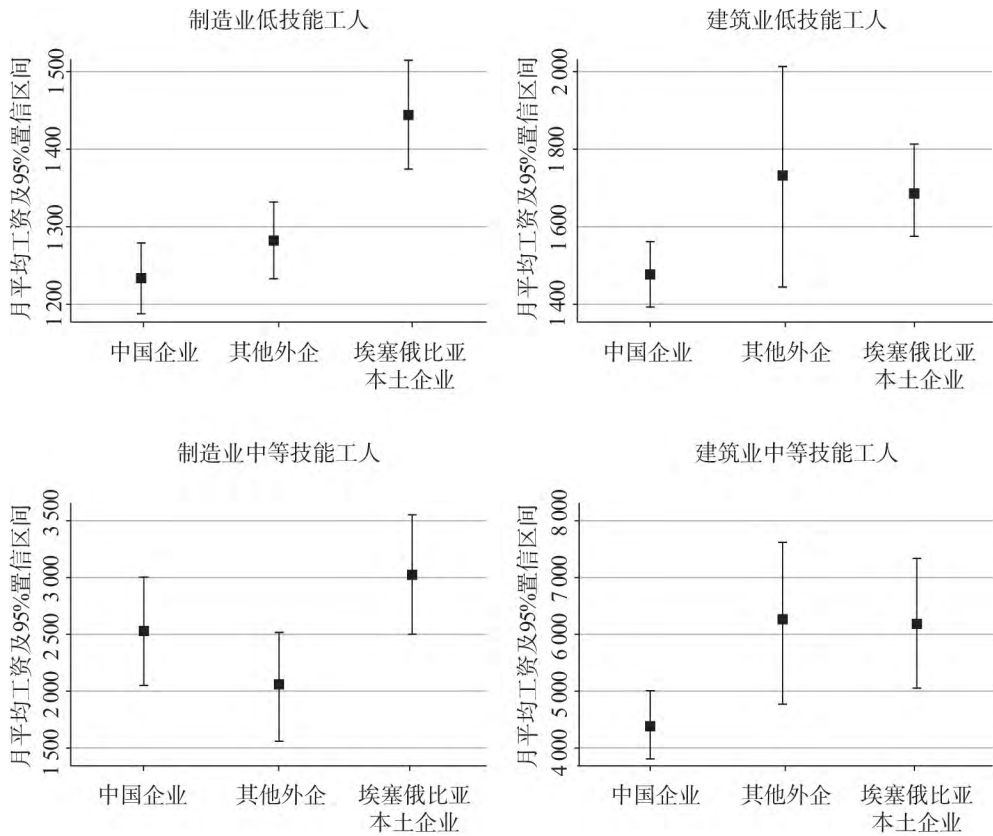 制造业低技能工人
月平均工资及95%置信区间
1 500
1 400
1 300
1 200
中国企业
其他外企
埃塞俄比亚
本土企业
建筑业低技能工人
月平均工资及95%置信区间
2 000
1 800
1 600
1 400
中国企业
其他外企
埃塞俄比亚
本土企业
制造业中等技能工人
月平均工资及95%置信区间
3 500
3 000
2 500
2 000
1 500
中国企业
其他外企
埃塞俄比亚
本土企业
建筑业中等技能工人
月平均工资及95%置信区间
8 000
7 000
6 000
5 000
4 000
中国企业
其他外企
埃塞俄比亚
本土企业